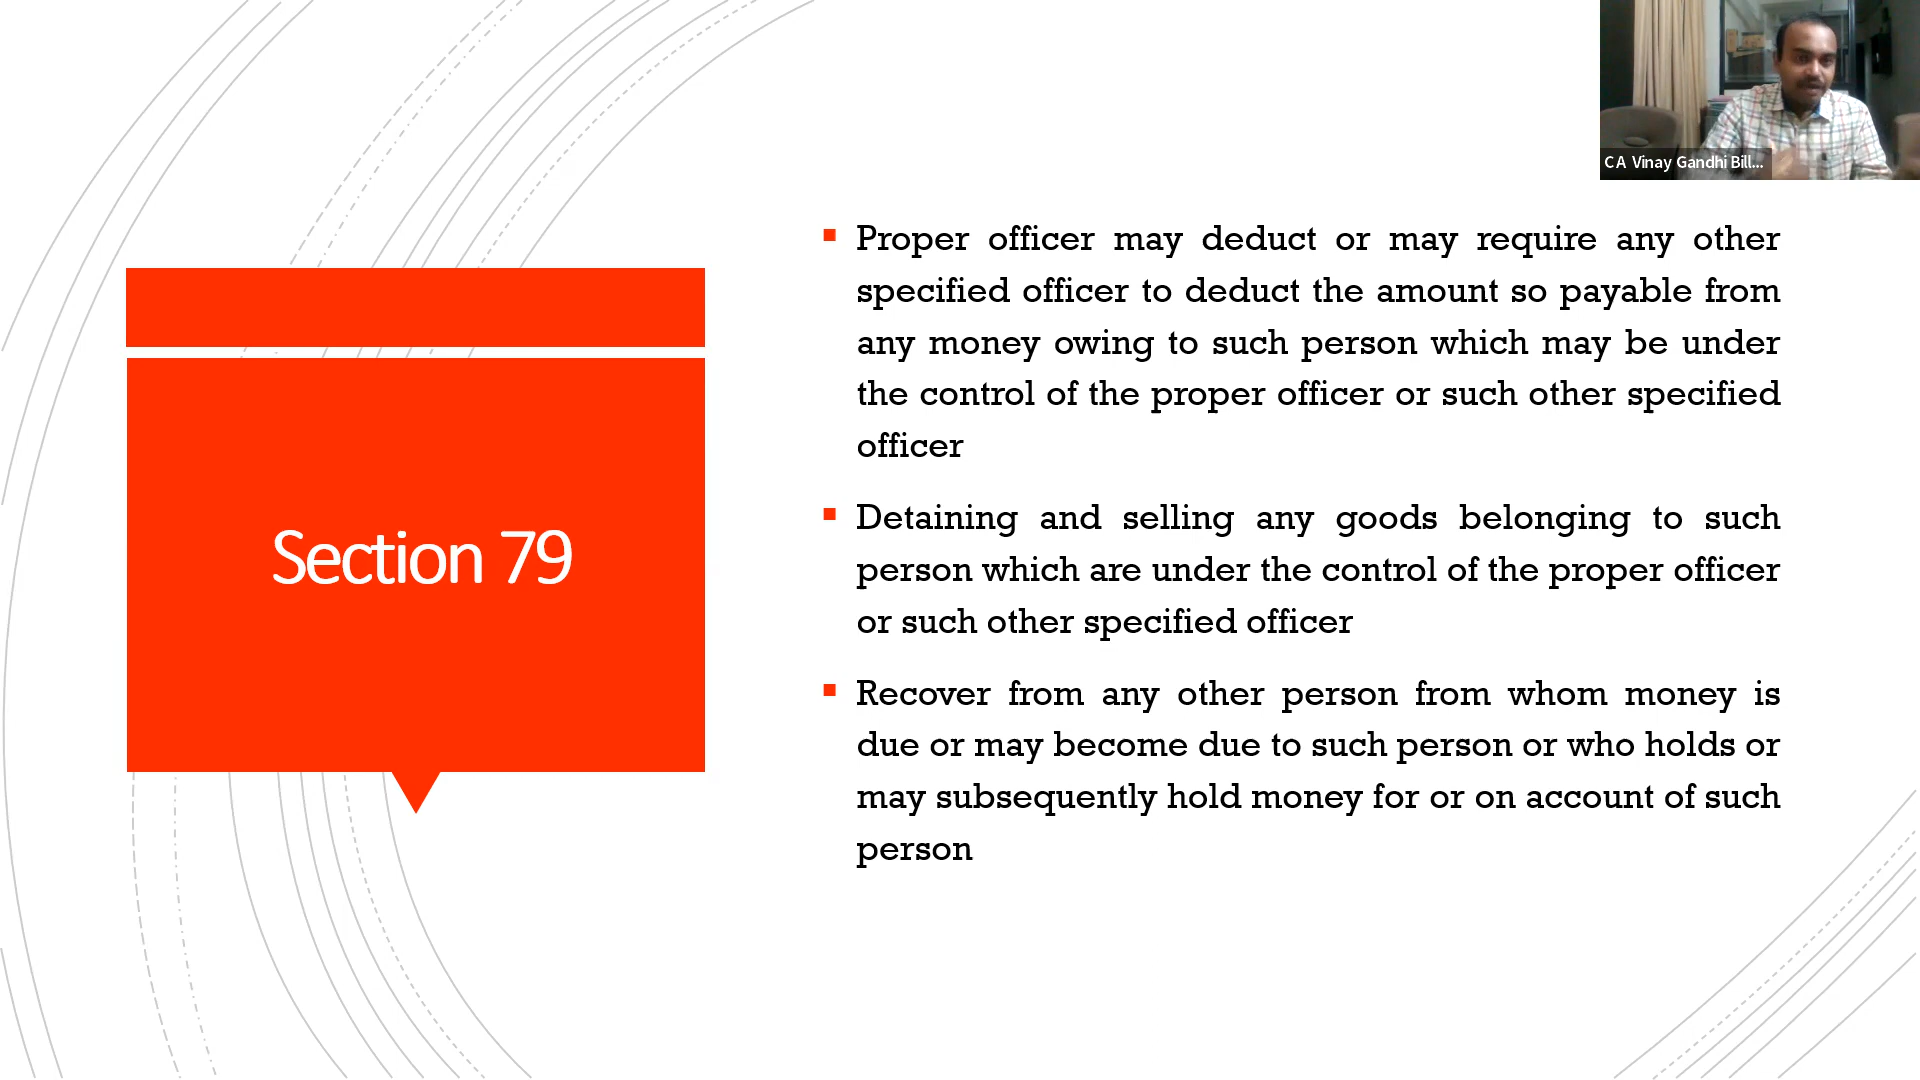 C A Vinay Gandhi Bill...
Proper officer may deduct or may require any other
specified officer to deduct the amount so payable from
any money owing to such person which may be under
the control of the proper officer or such other specified
officer
Section 79
Detaining and selling any goods belonging to such
person which are under the control of the proper officer
or such other specified officer
Recover from any other person from whom money is
due or may become due to such person or who holds or
may subsequently hold money for or on account of such
person